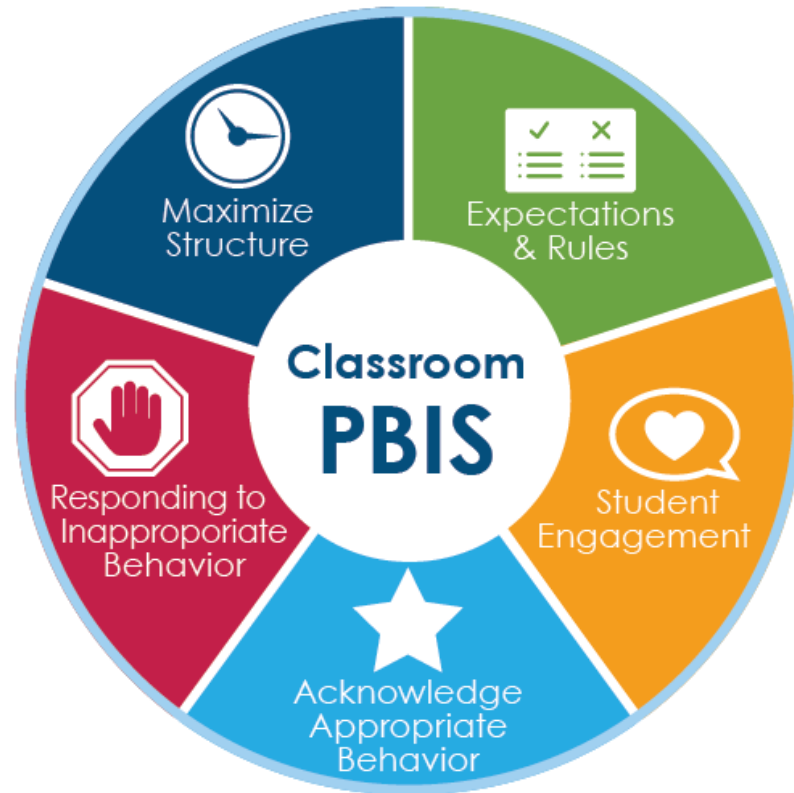 Maximize
Structure
Expectations
& Rules
Classroom
PBIS
Responding to
Inapproporiate
Behavior
Student
Engagement
Acknowledge
Appropriate
Behavior